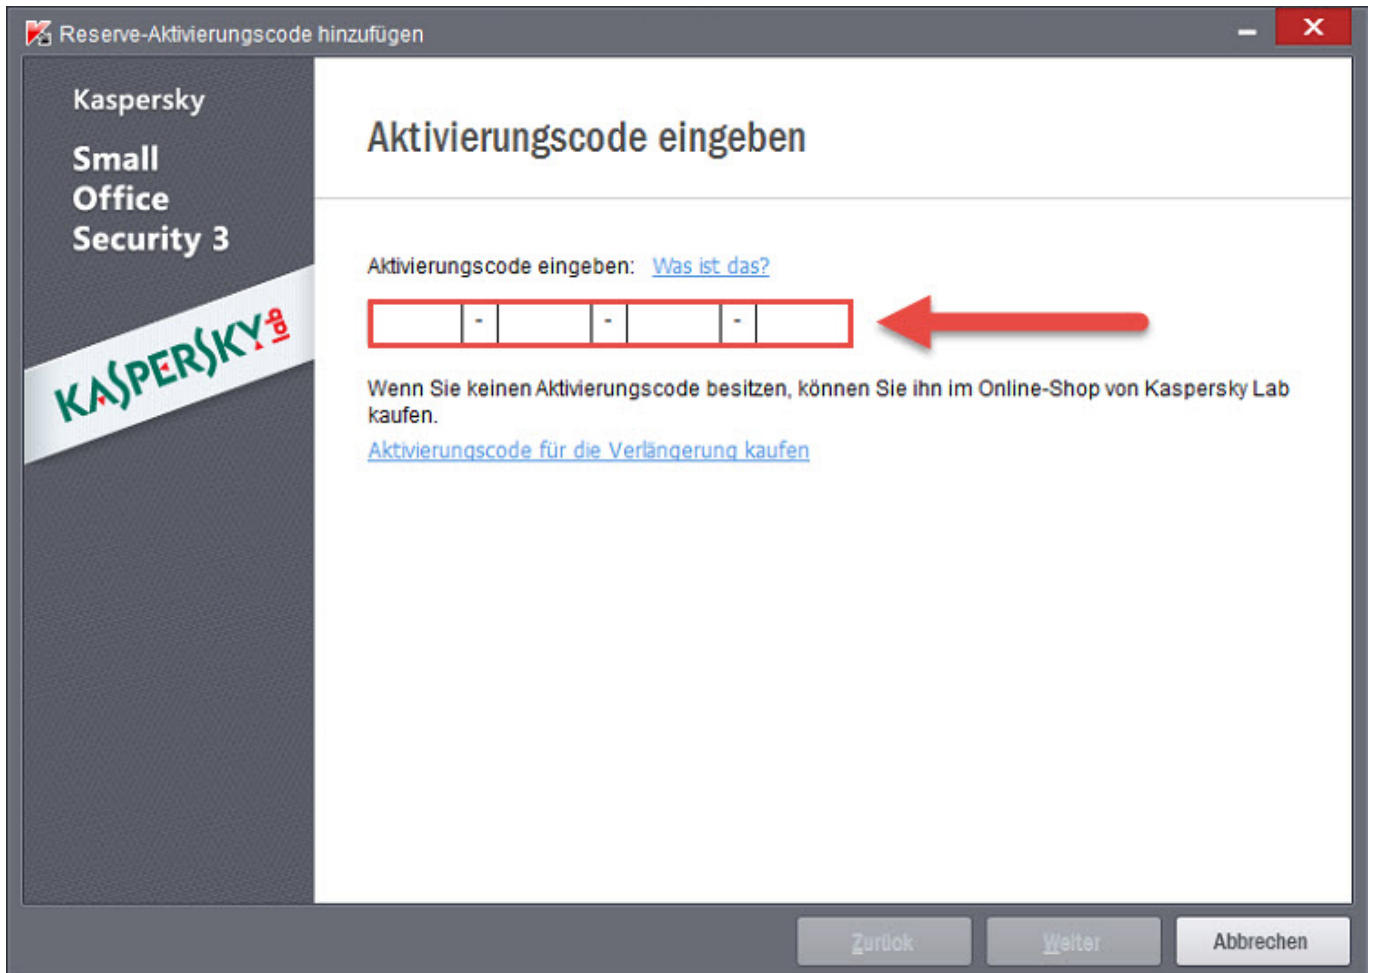 Reserve-Aktivierungscode hinzufügen
Kaspersky
Small
Office
Security 3
KASPERSKY lab
Aktivierungscode eingeben
Aktivierungscode eingeben: Was ist das?
- - -
Wenn Sie keinen Aktivierungscode besitzen, können Sie ihn im Online-Shop von Kaspersky Lab
kaufen.
Aktivierungscode für die Verlängerung kaufen
Zurück Weiter Abbrechen